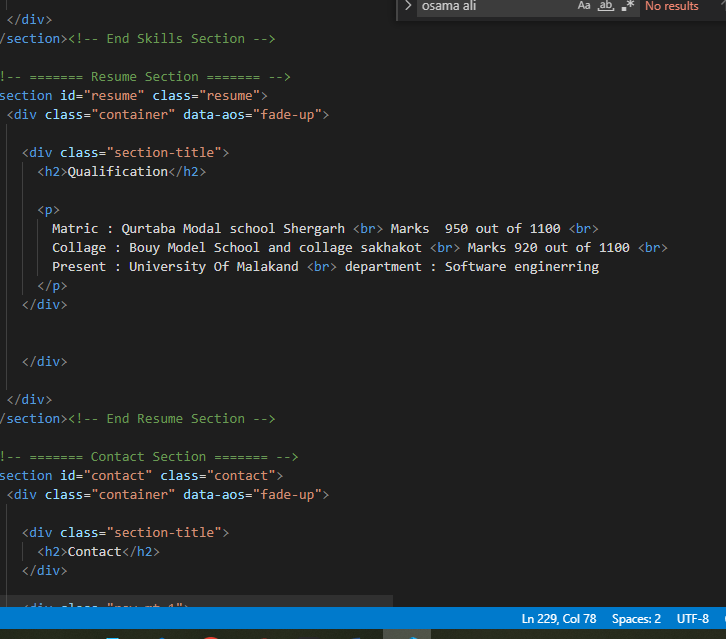 </div>
osama ali Aa ab .* No results
/section><!-- End Skills Section -->
!-- ======= Resume Section ======= -->
section id="resume" class="resume">
<div class="container" data-aos="fade-up">
<div class="section-title">
<h2>Qualification</h2>
<p>
Matric : Qurtaba Modal school Shergarh <br> Marks  950 out of 1100 <br>
Collage : Bouy Model School and collage sakhakot <br> Marks 920 out of 1100 <br>
Present : University Of Malakand <br> department : Software enginerring
</p>
</div>
</div>
</div>
/section><!-- End Resume Section -->
!-- ======= Contact Section ======= -->
section id="contact" class="contact">
<div class="container" data-aos="fade-up">
<div class="section-title">
<h2>Contact</h2>
</div>
Ln 229, Col 78 Spaces: 2 UTF-8